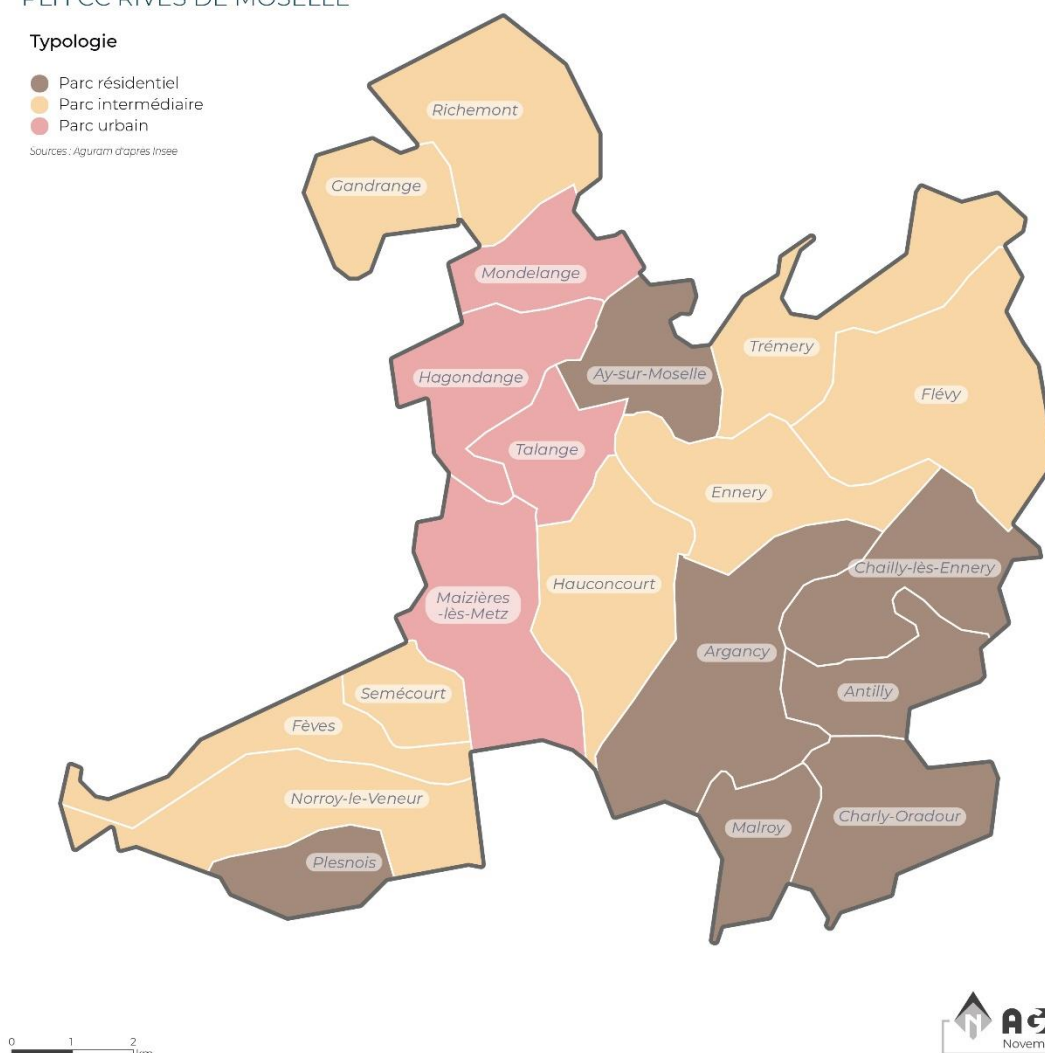 PLH CC RIVES DE MOSELLE
Typologie
Parc résidentiel
Parc intermédiaire
Parc urbain
Sources : Aguram d'après Insee
Richemont
Gandrange
Mondelange
Trémery
Hagondange
Ay-sur-Moselle
Flévy
Talange
Ennery
Chailly-lès-Ennery
Hauconcourt
Maizières
-lès-Metz
Argancy
Semécourt
Antilly
Fèves
Norroy-le-Veneur
Charly-Oradour
Malroy
Plesnois
N
0 1 2
km